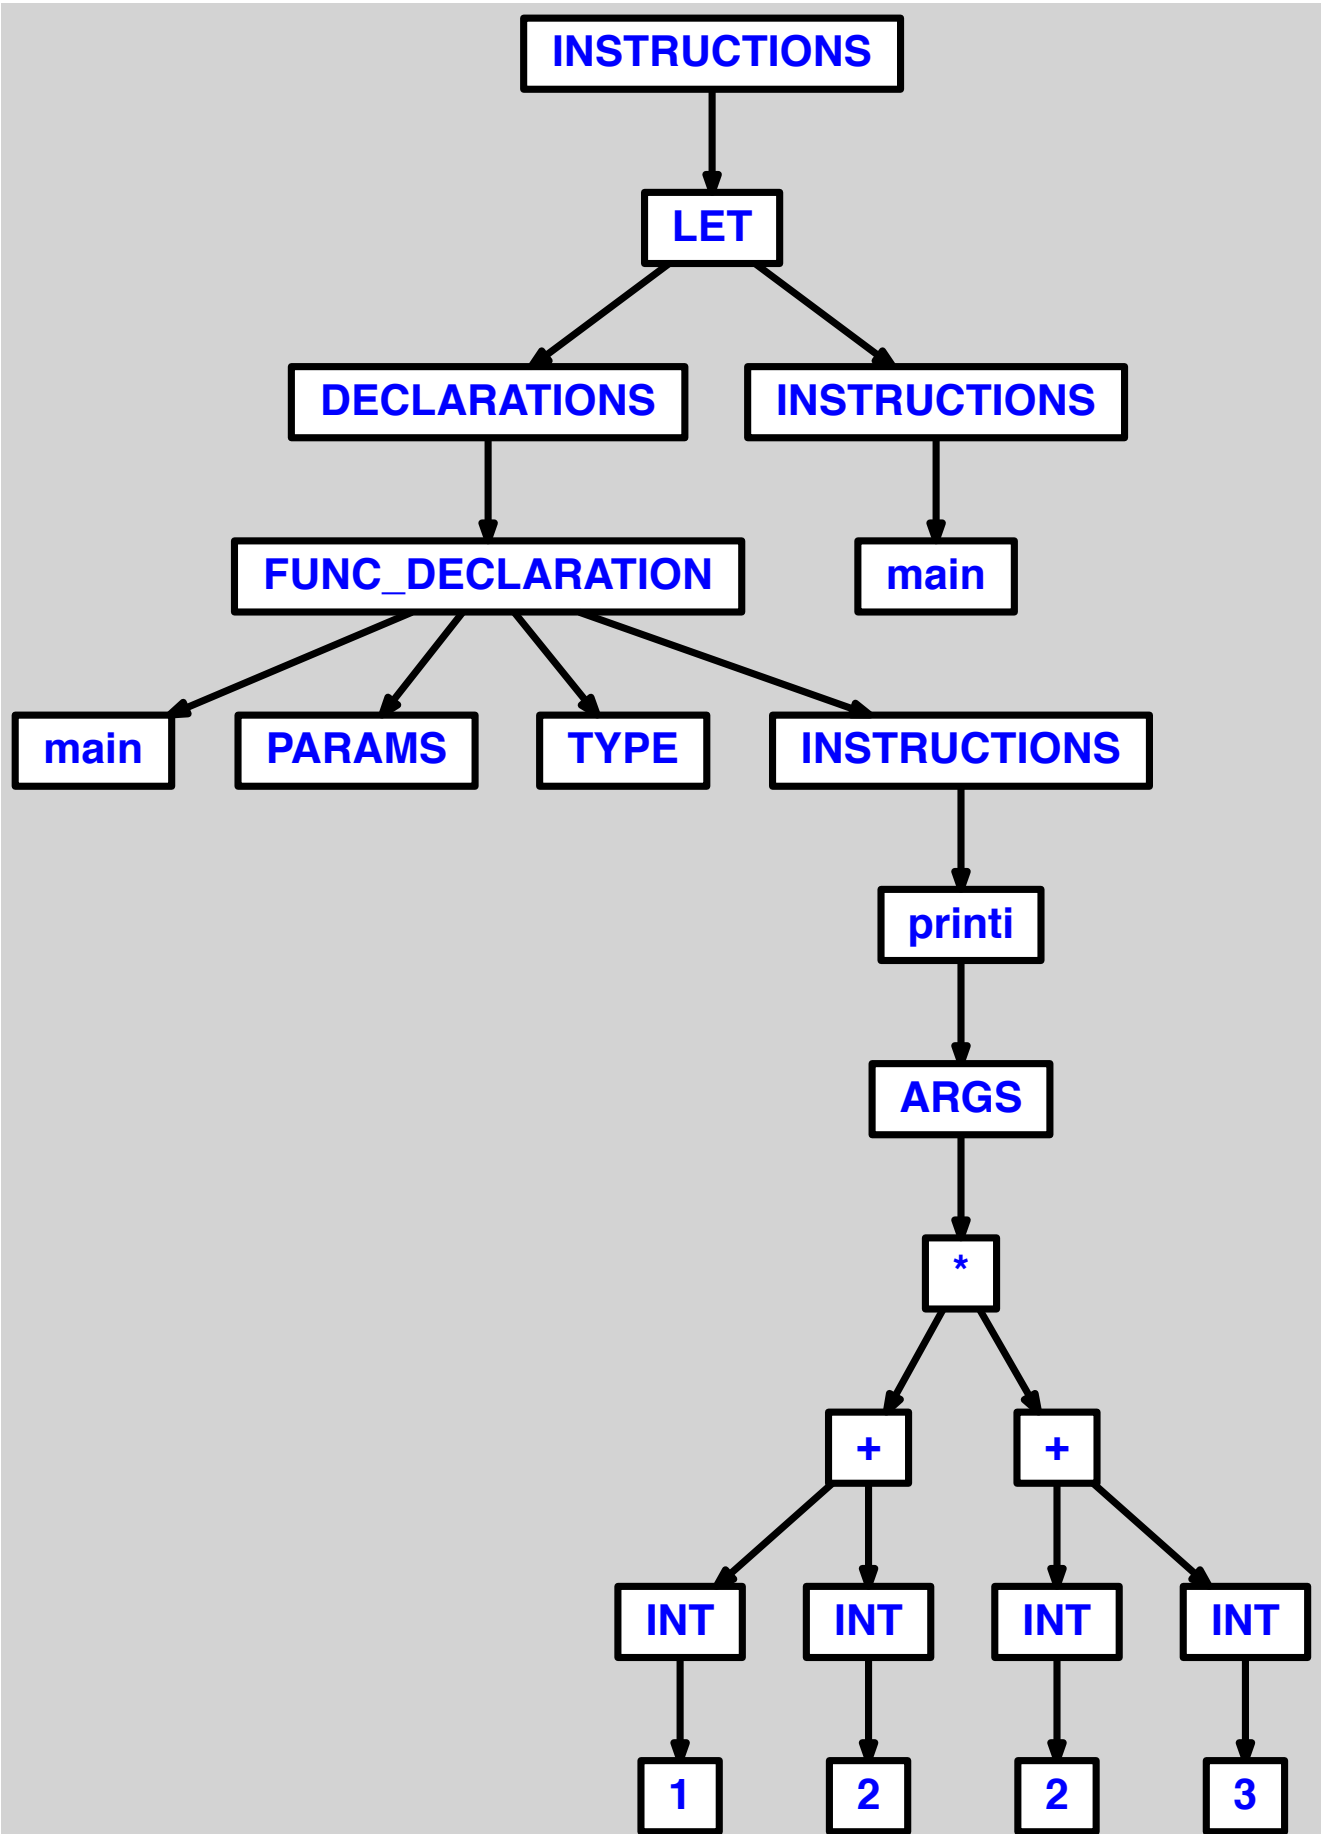 INSTRUCTIONS
LET
DECLARATIONS INSTRUCTIONS
FUNC_DECLARATION main
main PARAMS TYPE INSTRUCTIONS
printi
ARGS
*
+ +
INT INT INT INT
1 2 2 3